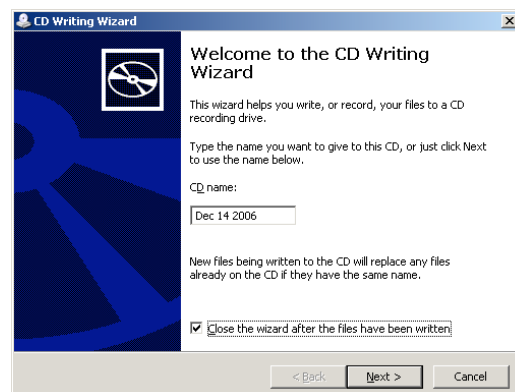 CD Writing Wizard
Welcome to the CD Writing
Wizard
This wizard helps you write, or record, your files to a CD
recording drive.
Type the name you want to give to this CD, or just click Next
to use the name below.
CD name:
Dec 14 2006
New files being written to the CD will replace any files
already on the CD if they have the same name.
Close the wizard after the files have been written
< Back
Next >
Cancel